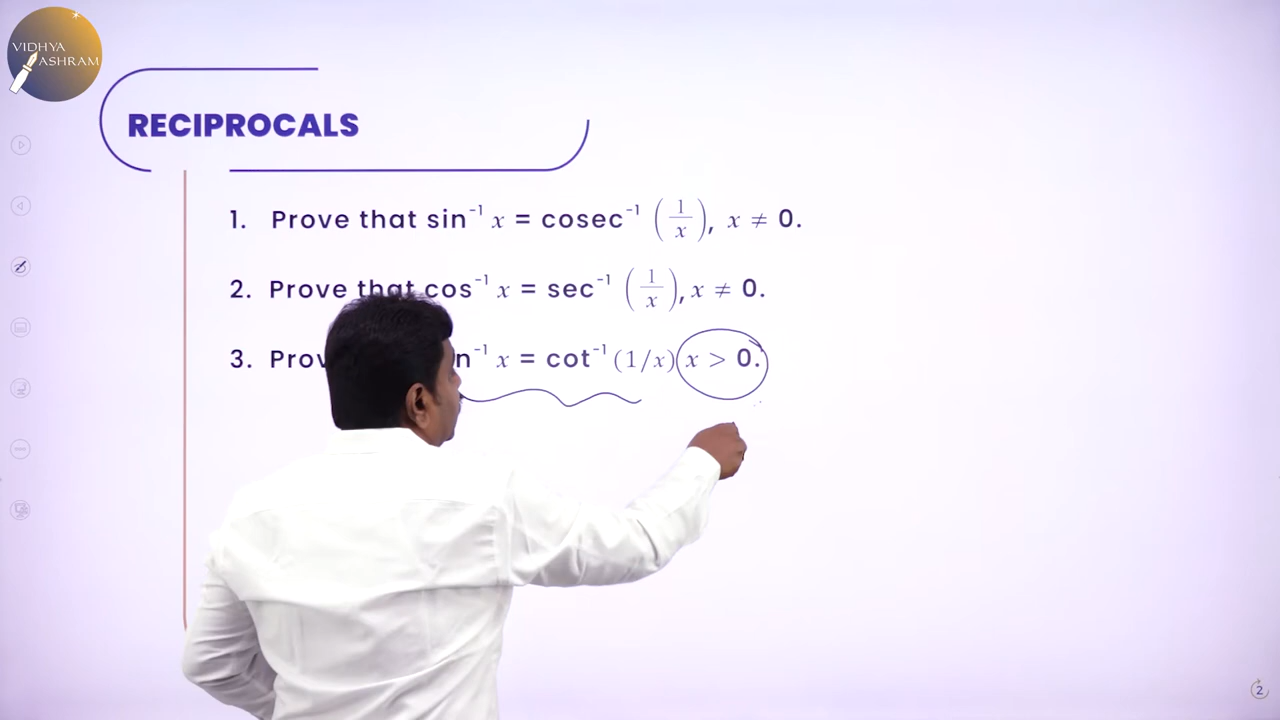 VIDHYA
ASHRAM
RECIPROCALS
1. Prove that sin⁻¹ x = cosec⁻¹ (1/x), x ≠ 0.
2. Prove that cos⁻¹ x = sec⁻¹ (1/x), x ≠ 0.
3. n⁻¹ x = cot⁻¹ (1/x) x > 0.
2